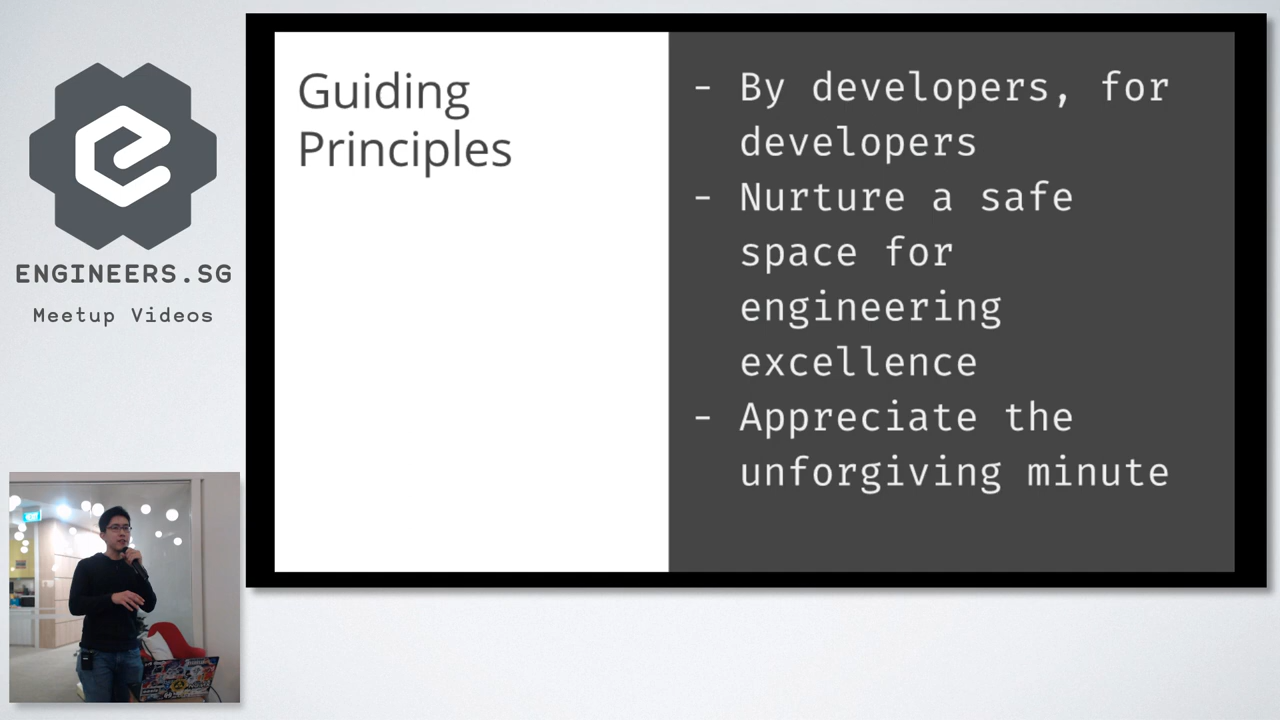 ENGINEERS.SG
Meetup Videos
Guiding
Principles
- By developers, for
developers
- Nurture a safe
space for
engineering
excellence
- Appreciate the
unforgiving minute